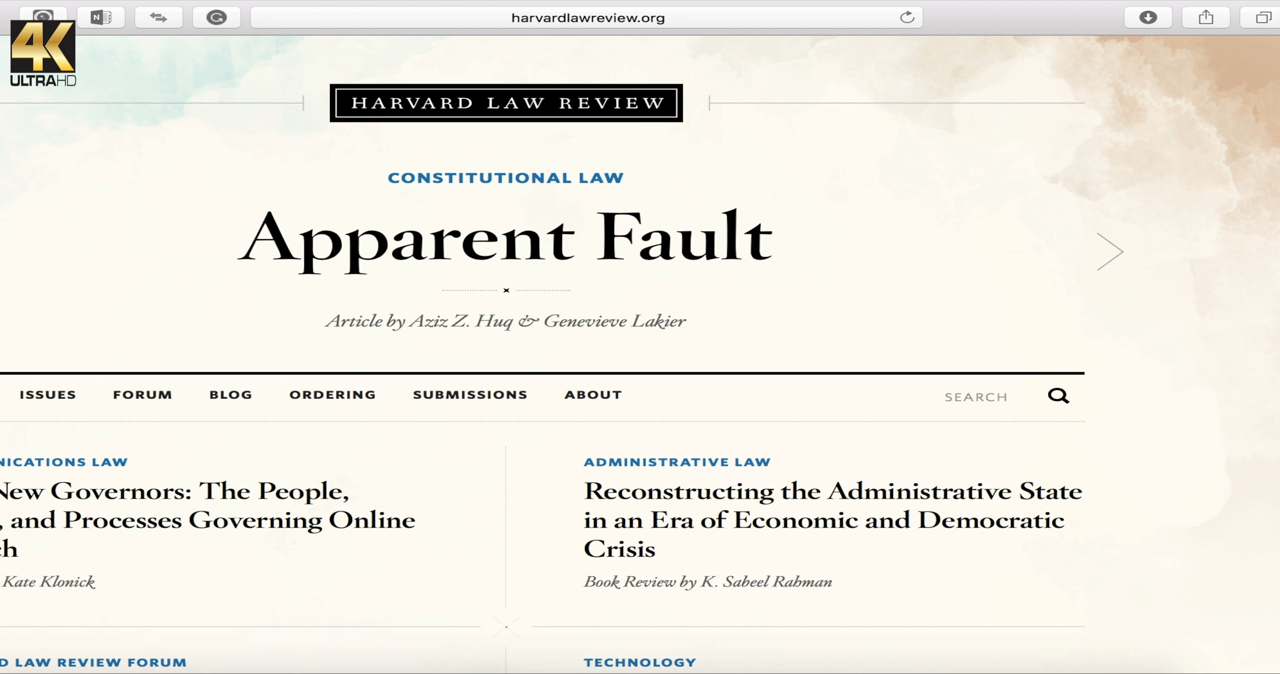 harvardlawreview.org
4K
ULTRAHD
HARVARD LAW REVIEW
CONSTITUTIONAL LAW
Apparent Fault
Article by Aziz Z. Huq & Genevieve Lakier
ISSUES FORUM BLOG ORDERING SUBMISSIONS ABOUT SEARCH
NICATIONS LAW
New Governors: The People,
, and Processes Governing Online
ch
Kate Klonick
ADMINISTRATIVE LAW
Reconstructing the Administrative State
in an Era of Economic and Democratic
Crisis
Book Review by K. Sabeel Rahman
D LAW REVIEW FORUM
TECHNOLOGY